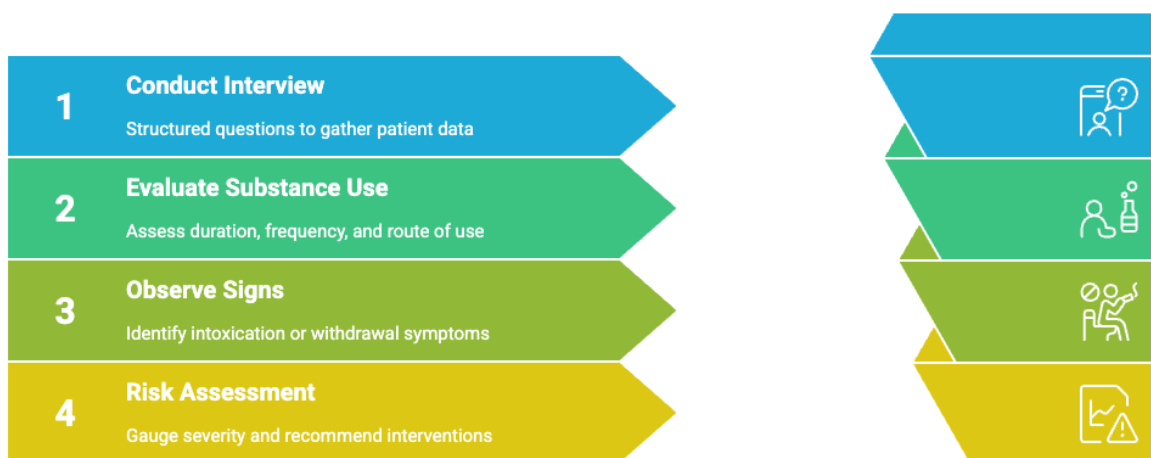 1
Conduct Interview
Structured questions to gather patient data
2
Evaluate Substance Use
Assess duration, frequency, and route of use
3
Observe Signs
Identify intoxication or withdrawal symptoms
4
Risk Assessment
Gauge severity and recommend interventions
?